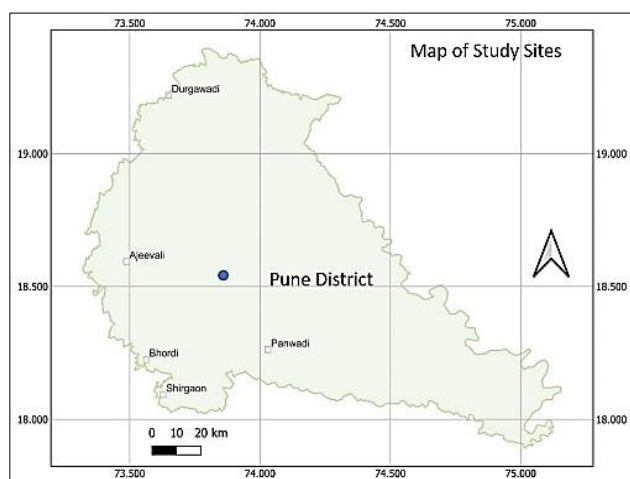 73.500 74.000 74.500 75.000
Map of Study Sites
Durgawadi
19.000 19.000
Ajeevali
18.500 18.500
Pune District
Panwadi
Bhordi
Shirgaon
18.000 18.000
0 10 20 km
73.500 74.000 74.500 75.000